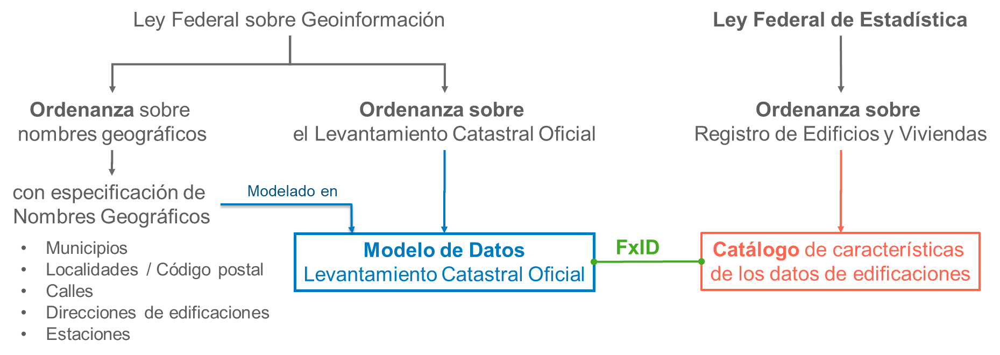 Ley Federal sobre Geoinformación
Ley Federal de Estadística
Ordenanza sobre
nombres geográficos
Ordenanza sobre
el Levantamiento Catastral Oficial
Ordenanza sobre
Registro de Edificios y Viviendas
con especificación de
Nombres Geográficos
Modelado en
• Municipios
• Localidades / Código postal
• Calles
• Direcciones de edificaciones
• Estaciones
Modelo de Datos
Levantamiento Catastral Oficial
FxID
Catálogo de características
de los datos de edificaciones